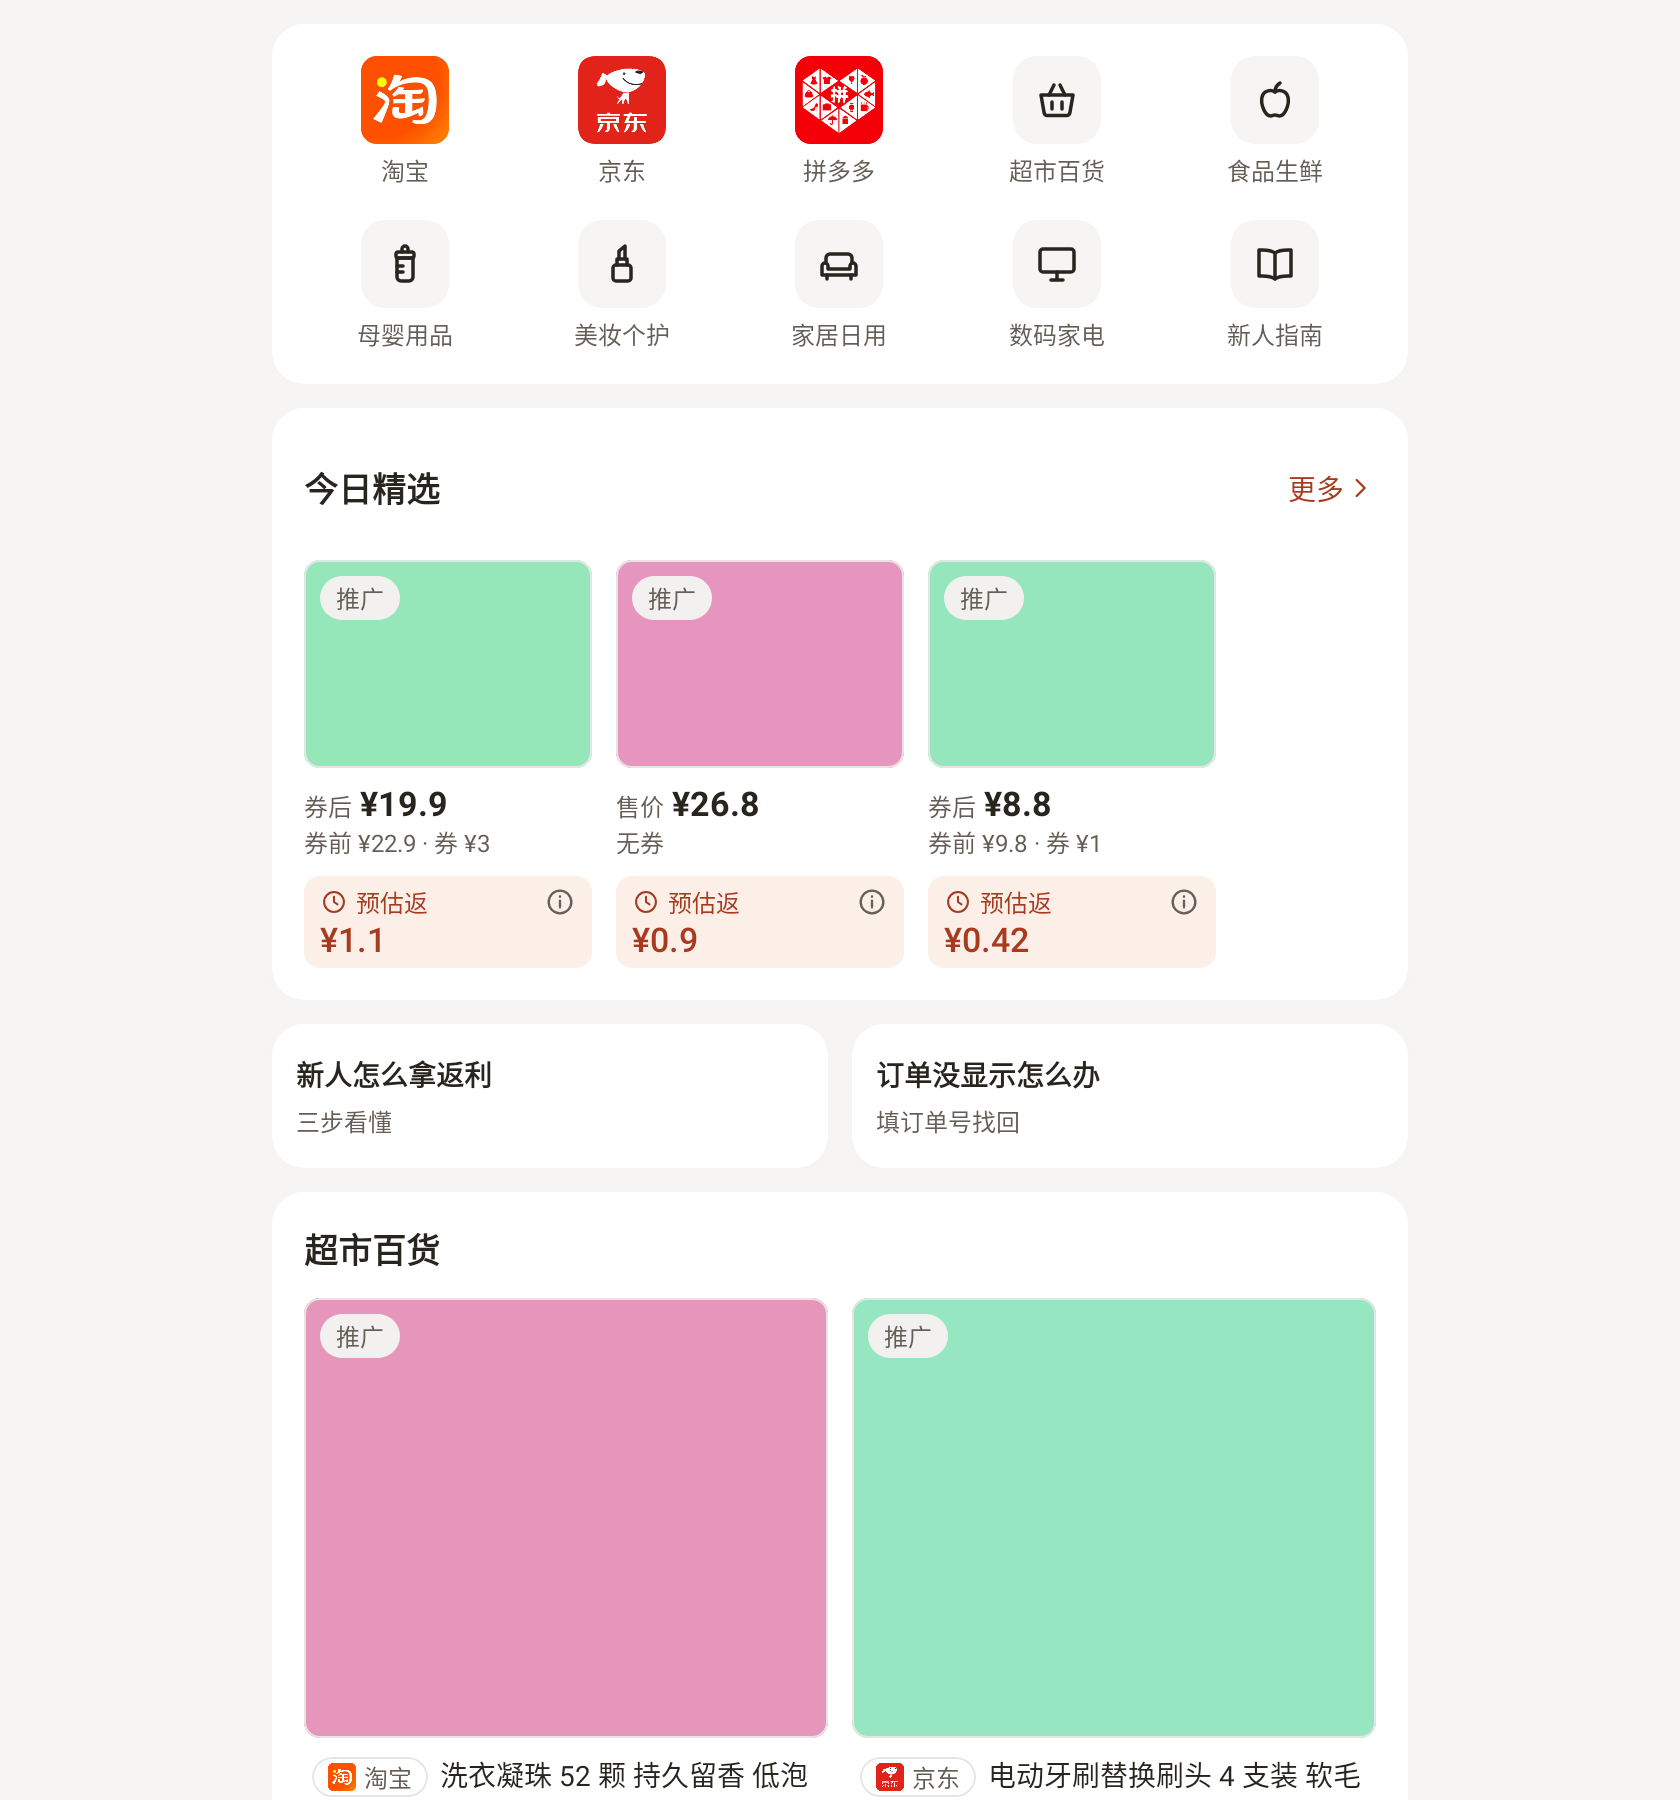 淘
京东
拼
淘宝
京东
拼多多
超市百货
食品生鲜
母婴用品
美妆个护
家居日用
数码家电
新人指南
今日精选
更多
推广
推广
推广
券后 ¥19.9
券前 ¥22.9 · 券 ¥3
售价 ¥26.8
无券
券后 ¥8.8
券前 ¥9.8 · 券 ¥1
预估返
¥1.1
预估返
¥0.9
预估返
¥0.42
新人怎么拿返利
三步看懂
订单没显示怎么办
填订单号找回
超市百货
推广
推广
淘 淘宝 洗衣凝珠 52 颗 持久留香 低泡
京东 京东 电动牙刷替换刷头 4 支装 软毛